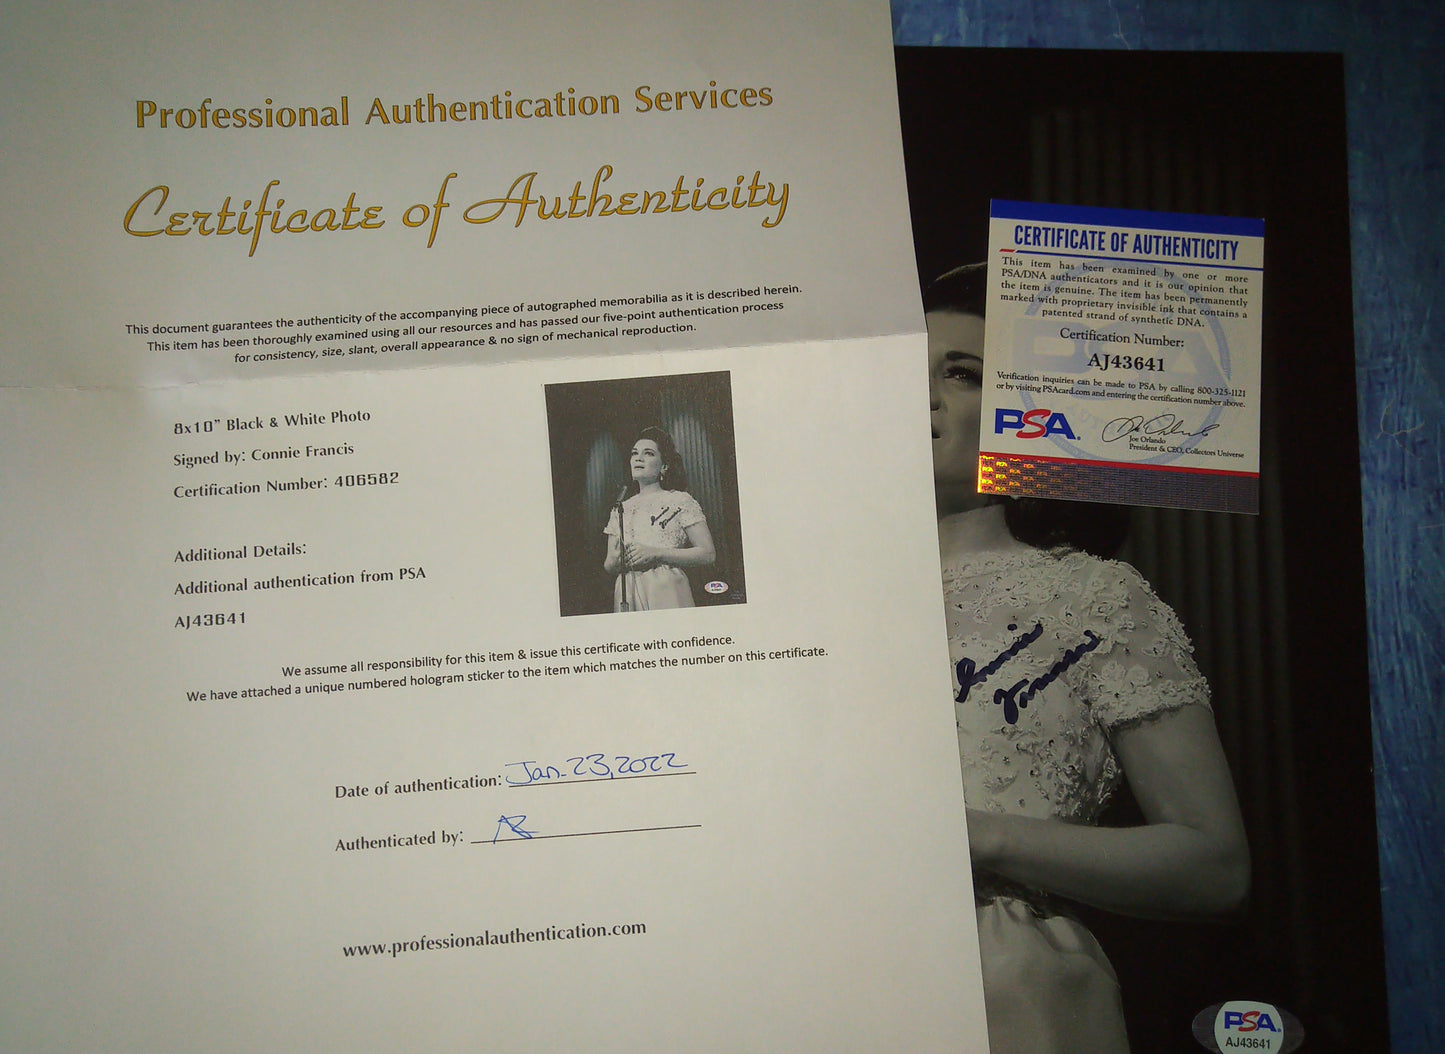 Professional Authentication Services
Certificate of Authenticity
This document guarantees the authenticity of the accompanying piece of autographed memorabilia as it is described herein.
This item has been thoroughly examined using all our resources and has passed our five-point authentication process
for consistency, size, slant, overall appearance & no sign of mechanical reproduction.
8x10” Black & White Photo
Signed by: Connie Francis
Certification Number: 406582
Additional Details:
Additional authentication from PSA
AJ43641
We assume all responsibility for this item & issue this certificate with confidence.
We have attached a unique numbered hologram sticker to the item which matches the number on this certificate.
Date of authentication: Jan. 23, 2022
Authenticated by:
www.professionalauthentication.com
CERTIFICATE OF AUTHENTICITY
This item has been examined by one or more
PSA/DNA authenticators and it is our opinion that
the item is genuine. The item has been permanently
marked with proprietary invisible ink that contains a
patented strand of synthetic DNA.
Certification Number:
AJ43641
Verification inquiries can be made to PSA by calling 800-325-1121
or by visiting PSAcard.com and entering the certification number above.
PSA
Joe Orlando
President & CEO, Collectors Universe
Connie
Francis
PSA
AJ43641